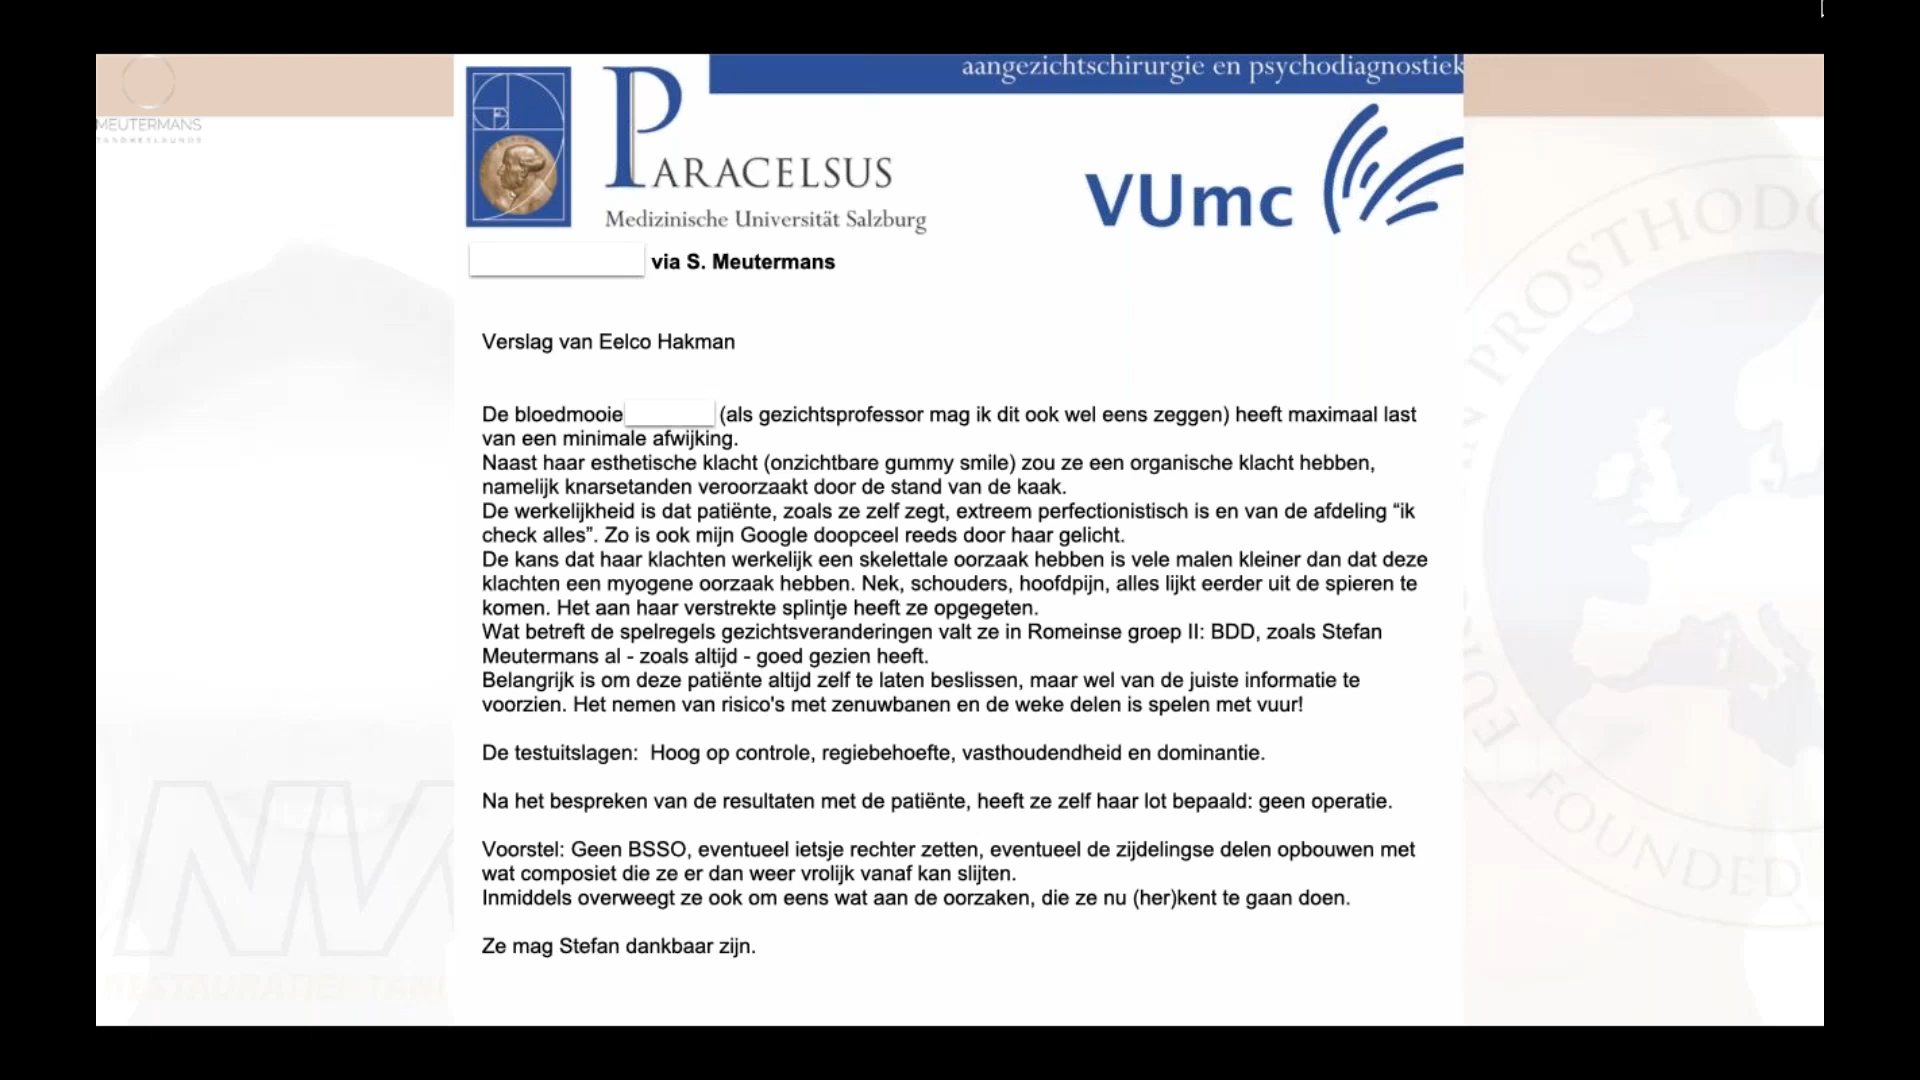 aangezichtschirurgie en psychodiagnostiek
MEUTERMANS
TANDHEELKUNDE
PARACELSUS
Medizinische Universität Salzburg
VUmc
via S. Meutermans
Verslag van Eelco Hakman
De bloedmooie (als gezichtsprofessor mag ik dit ook wel eens zeggen) heeft maximaal last
van een minimale afwijking.
Naast haar esthetische klacht (onzichtbare gummy smile) zou ze een organische klacht hebben,
namelijk knarsetanden veroorzaakt door de stand van de kaak.
De werkelijkheid is dat patiënte, zoals ze zelf zegt, extreem perfectionistisch is en van de afdeling “ik
check alles”. Zo is ook mijn Google doopceel reeds door haar gelicht.
De kans dat haar klachten werkelijk een skelettale oorzaak hebben is vele malen kleiner dan dat deze
klachten een myogene oorzaak hebben. Nek, schouders, hoofdpijn, alles lijkt eerder uit de spieren te
komen. Het aan haar verstrekte splintje heeft ze opgegeten.
Wat betreft de spelregels gezichtsveranderingen valt ze in Romeinse groep II: BDD, zoals Stefan
Meutermans al - zoals altijd - goed gezien heeft.
Belangrijk is om deze patiënte altijd zelf te laten beslissen, maar wel van de juiste informatie te
voorzien. Het nemen van risico's met zenuwbanen en de weke delen is spelen met vuur!
De testuitslagen: Hoog op controle, regiebehoefte, vasthoudendheid en dominantie.
Na het bespreken van de resultaten met de patiënte, heeft ze zelf haar lot bepaald: geen operatie.
Voorstel: Geen BSSO, eventueel ietsje rechter zetten, eventueel de zijdelingse delen opbouwen met
wat composiet die ze er dan weer vrolijk vanaf kan slijten.
Inmiddels overweegt ze ook om eens wat aan de oorzaken, die ze nu (her)kent te gaan doen.
Ze mag Stefan dankbaar zijn.
NV
RESTAURATIEF TAN
PROSTHODO
FOUNDED